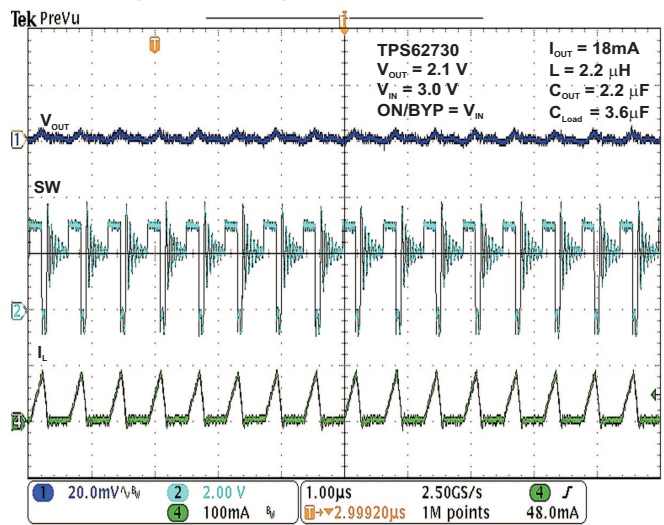 Tek PreVu
T
T
TPS62730
VOUT = 2.1 V
VIN = 3.0 V
ON/BYP = VIN
IOUT = 18mA
L = 2.2 μH
COUT = 2.2 μF
CLoad = 3.6μF
VOUT
1
SW
2
IL
4
1 20.0mV∿BW 2 2.00 V
4 100mA BW
1.00μs 2.50GS/s 4 ∫
T→▼2.99920μs 1M points 48.0mA